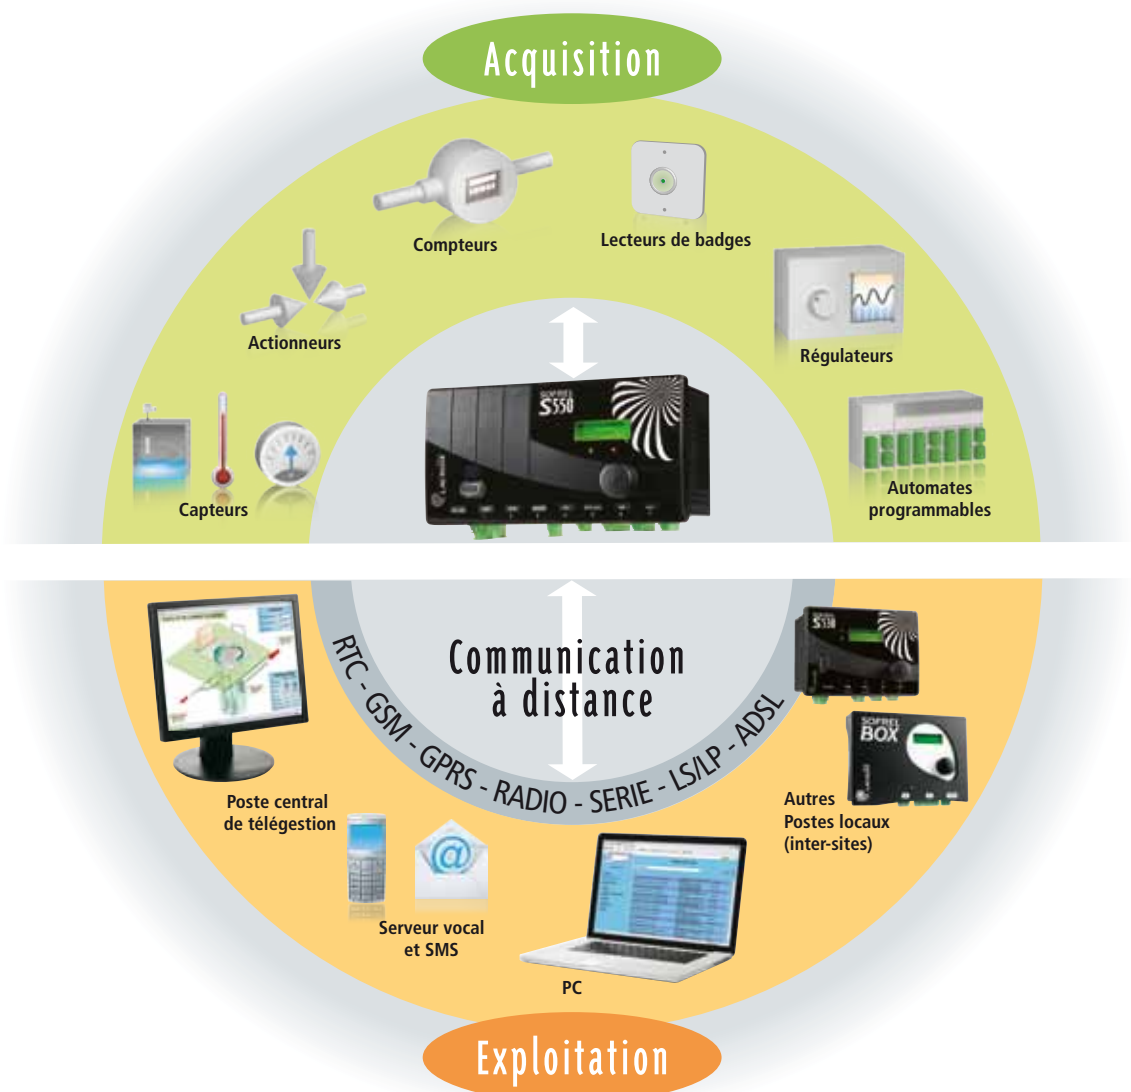 Acquisition
Compteurs
Lecteurs de badges
Actionneurs
Régulateurs
SOFREL
S550
Capteurs
Automates
programmables
Lacroix
Communication
à distance
RTC - GSM - GPRS - RADIO - SERIE - LS/LP - ADSL
S530
SOFREL
BOX
Poste central
de télégestion
Autres
Postes locaux
(inter-sites)
@
Serveur vocal
et SMS
PC
Exploitation